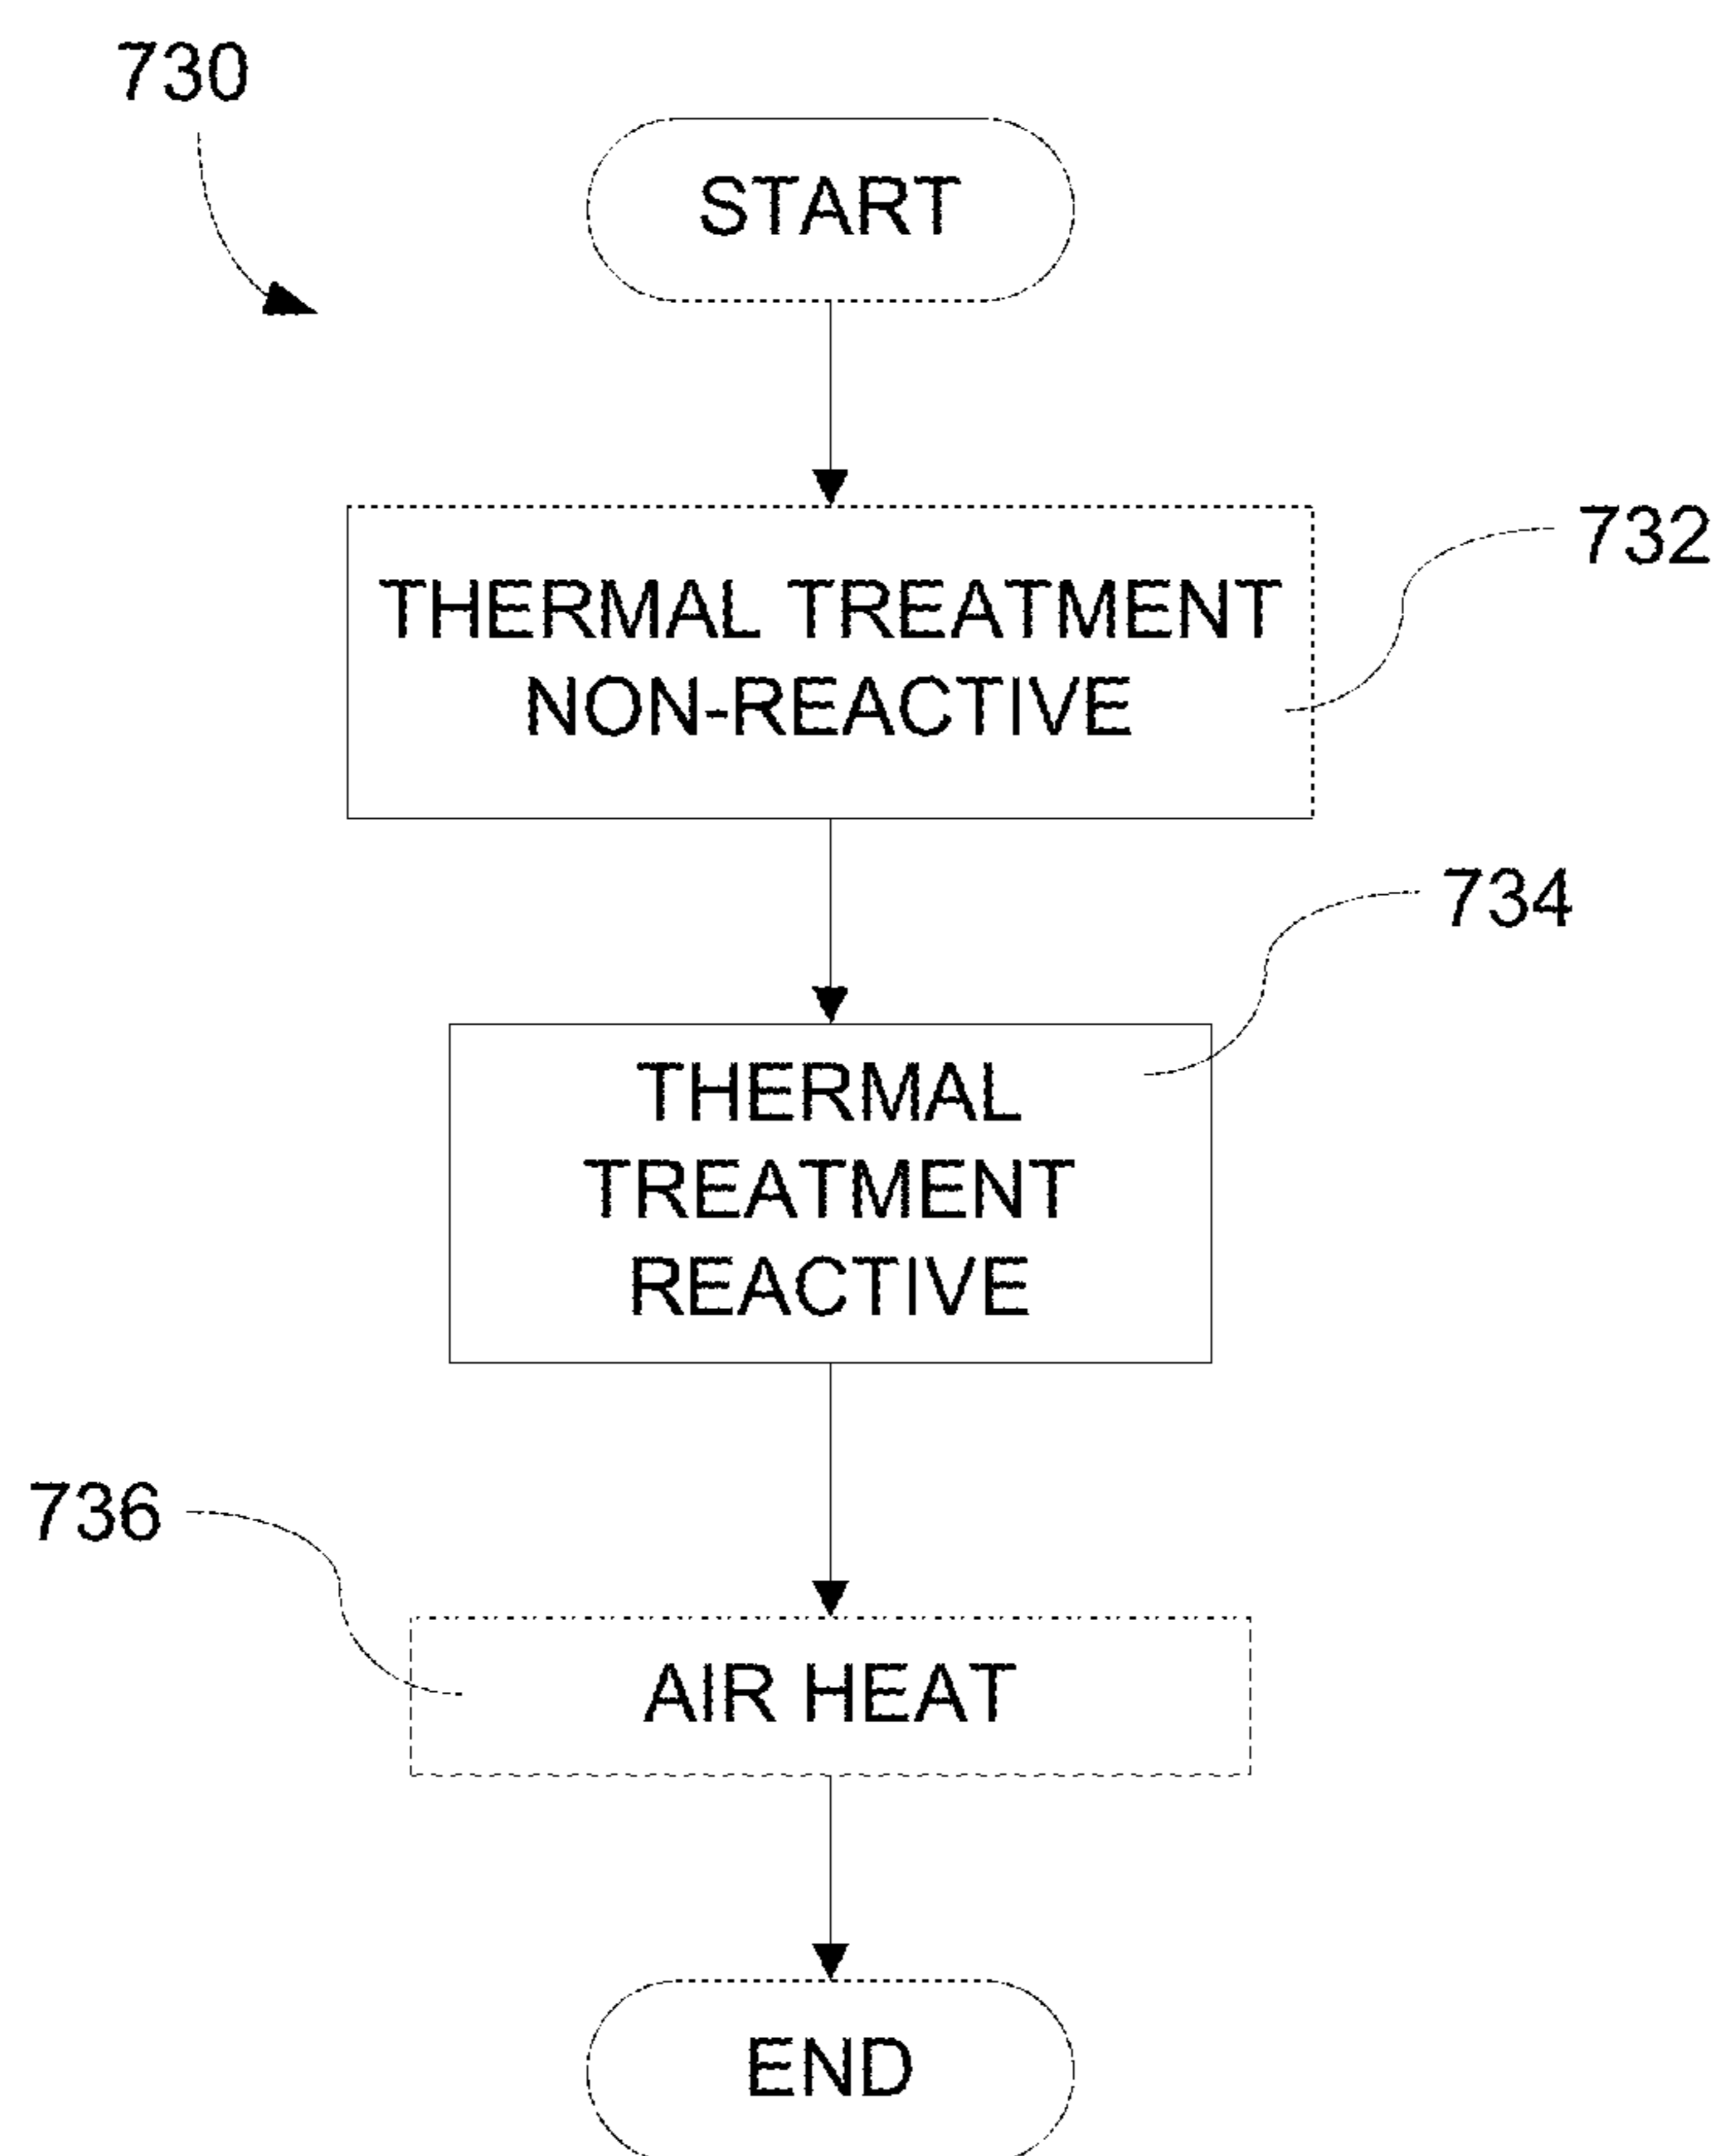 730
START
THERMAL TREATMENT
NON-REACTIVE
732
734
THERMAL
TREATMENT
REACTIVE
736
AIR HEAT
END